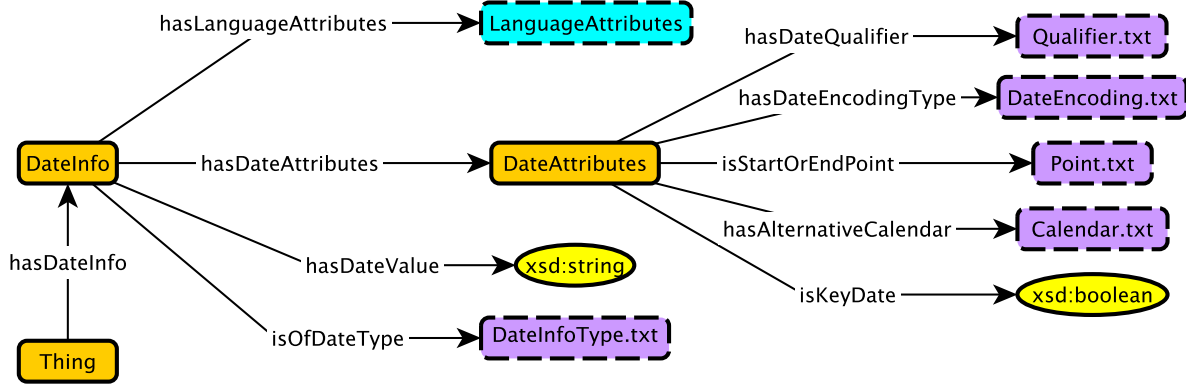 hasLanguageAttributes
LanguageAttributes
hasDateQualifier
Qualifier.txt
hasDateEncodingType
DateEncoding.txt
DateInfo
hasDateAttributes
DateAttributes
isStartOrEndPoint
Point.txt
hasAlternativeCalendar
Calendar.txt
hasDateInfo
hasDateValue
xsd:string
isKeyDate
xsd:boolean
isOfDateType
DateInfoType.txt
Thing